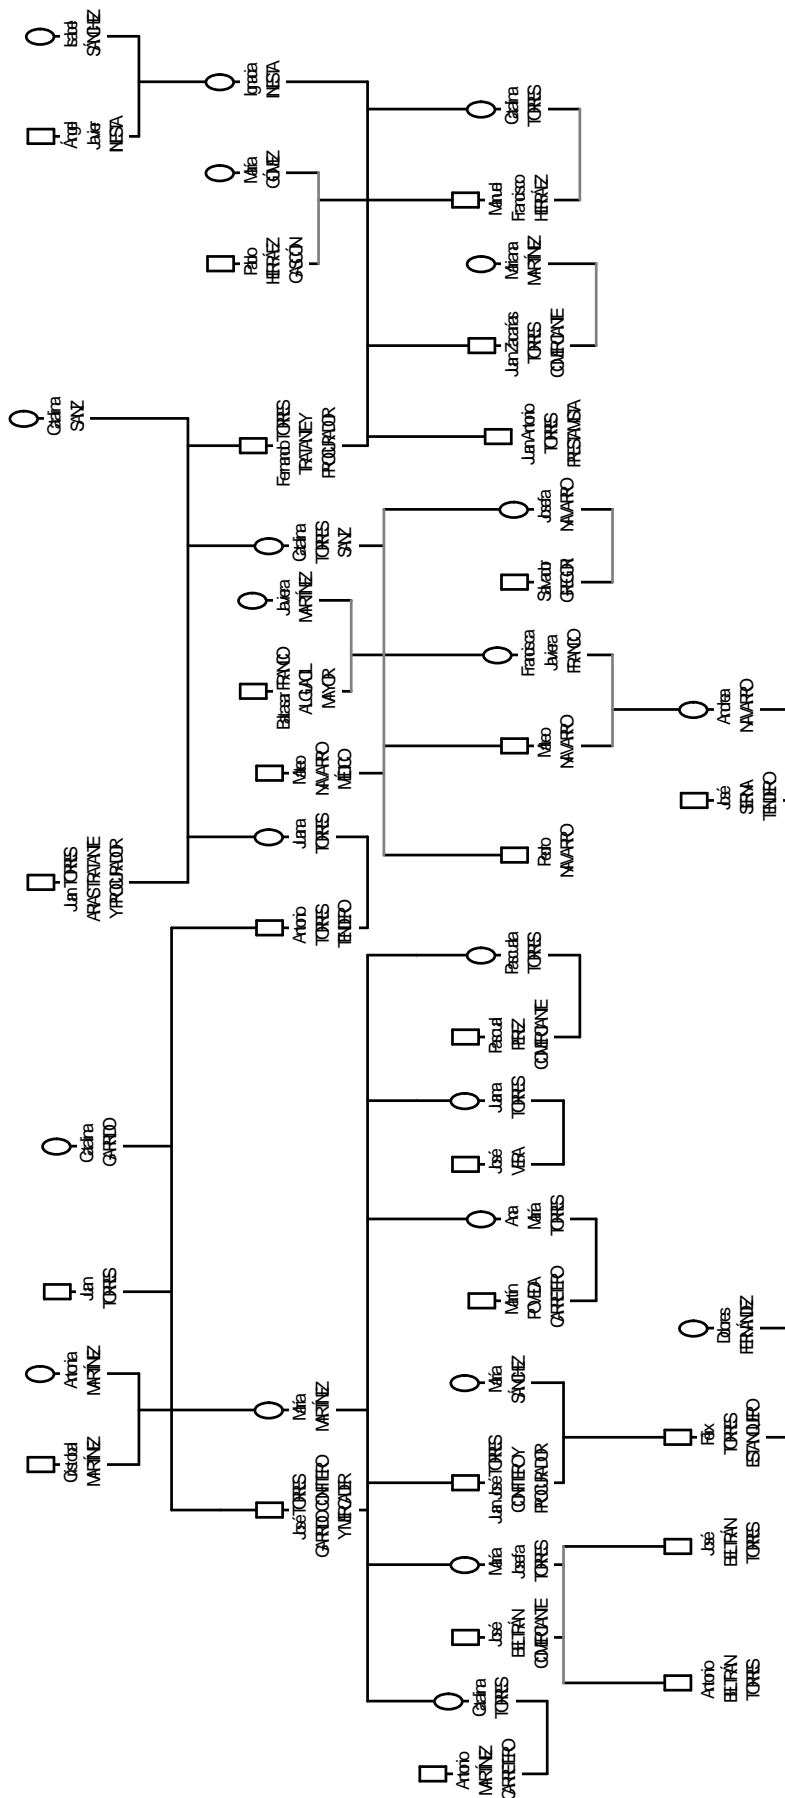 Isabel
SÁNCHEZ
Ángel
Javier
INIESTA
Ignacia
INIESTA
María
GÓMEZ
Pablo
HERRÁEZ
GASCÓN
Catalina
TORRES
Manuel
Francisco
HERRÁEZ
Mariana
MARTÍNEZ
Juan Zacarías
TORRES
COMERCIANTE
Juan Antonio
TORRES
PRESTAMISTA
Catalina
SANZ
Fernando TORRES
TRATANTE Y
PROCURADOR
Catalina
TORRES
SANZ
Javiera
MARTÍNEZ
Baltasar FRANCO
ALGUACIL
MAYOR
Mateo
NAVARRO
MÉDICO
Juana
TORRES
Juan TORRES
ARAS TRATANTE
Y PROCURADOR
Antonio
TORRES
TENDERO
Josefa
NAVARRO
Salvador
GREGORI
Francisca
Javiera
FRANCO
Mateo
NAVARRO
Pedro
NAVARRO
Andrea
NAVARRO
José
SERNA
TENDERO
Catalina
GARRIDO
Juan
TORRES
Antonia
MARTÍNEZ
Cristobal
MARTÍNEZ
María
MARTÍNEZ
José TORRES
GARRIDO CONFITERO
Y MERCADER
Pascuala
TORRES
Pascual
PÉREZ
COMERCIANTE
Juana
TORRES
José
VERA
Ana
María
TORRES
Martín
POVEDA
CARRETERO
María
SÁNCHEZ
Juan José TORRES
CONFITERO Y
PROCURADOR
María
Josefa
TORRES
José
BELTRÁN
COMERCIANTE
Catalina
TORRES
Antonio
MARTÍNEZ
CARRETERO
Dolores
FERNÁNDEZ
Félix
TORRES
ESTANQUERO
José
BELTRÁN
TORRES
Antonio
BELTRÁN
TORRES